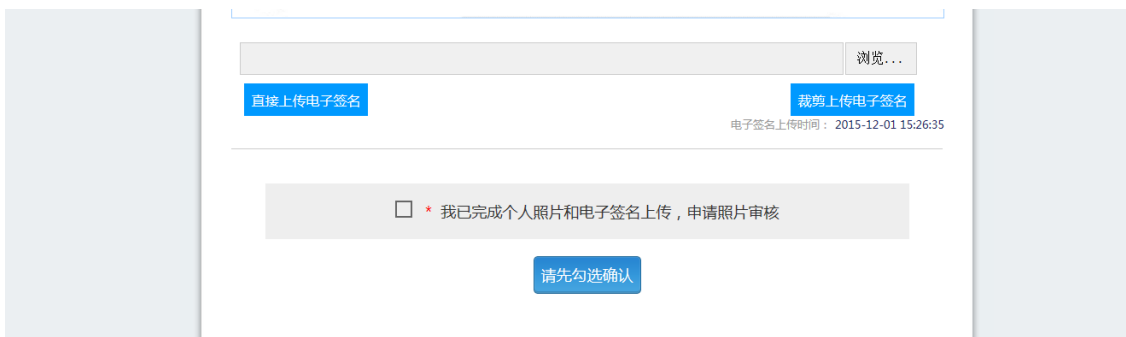 浏览...
直接上传电子签名
裁剪上传电子签名
电子签名上传时间： 2015-12-01 15:26:35
* 我已完成个人照片和电子签名上传，申请照片审核
请先勾选确认